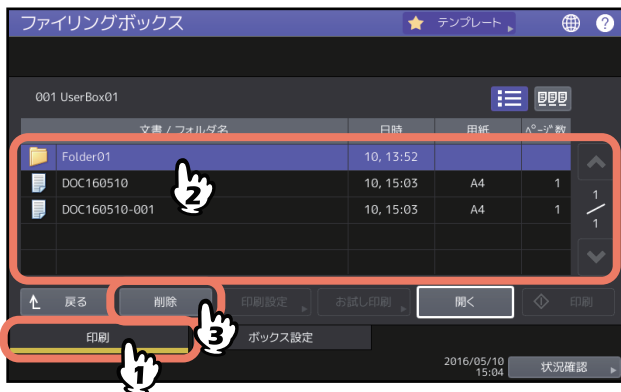 ファイリングボックス
テンプレート
?
001 UserBox01
文書 / フォルダ名 日時 用紙 ページ数
Folder01 10, 13:52
DOC160510 10, 15:03 A4 1
DOC160510-001 10, 15:03 A4 1
1
1
2
戻る 削除 印刷設定 お試し印刷 開く 印刷
3
印刷 ボックス設定
1
2016/05/10
15:04
状況確認